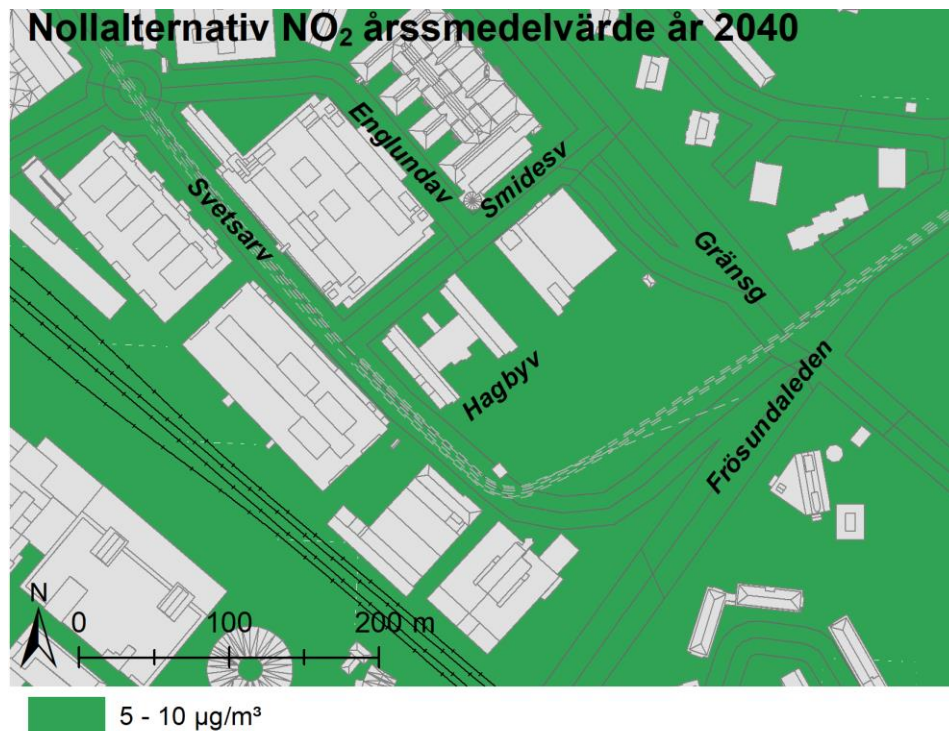 Nollalternativ NO₂ årssmedelvärde år 2040
Englundav
Smidesv
Svetsarv
Gränsg
Hagbyv
Frösundaleden
N
0 100 200 m
5 - 10 µg/m³